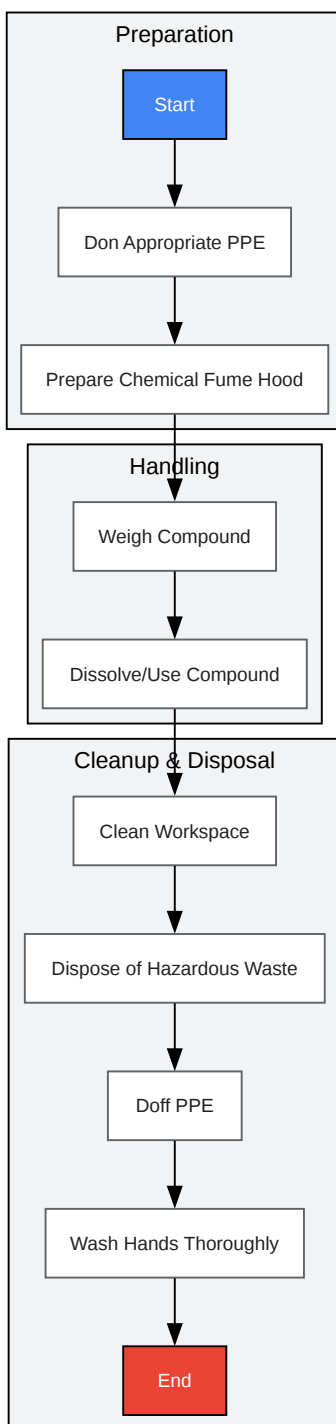 Preparation
Start
Don Appropriate PPE
Prepare Chemical Fume Hood
Handling
Weigh Compound
Dissolve/Use Compound
Cleanup & Disposal
Clean Workspace
Dispose of Hazardous Waste
Doff PPE
Wash Hands Thoroughly
End